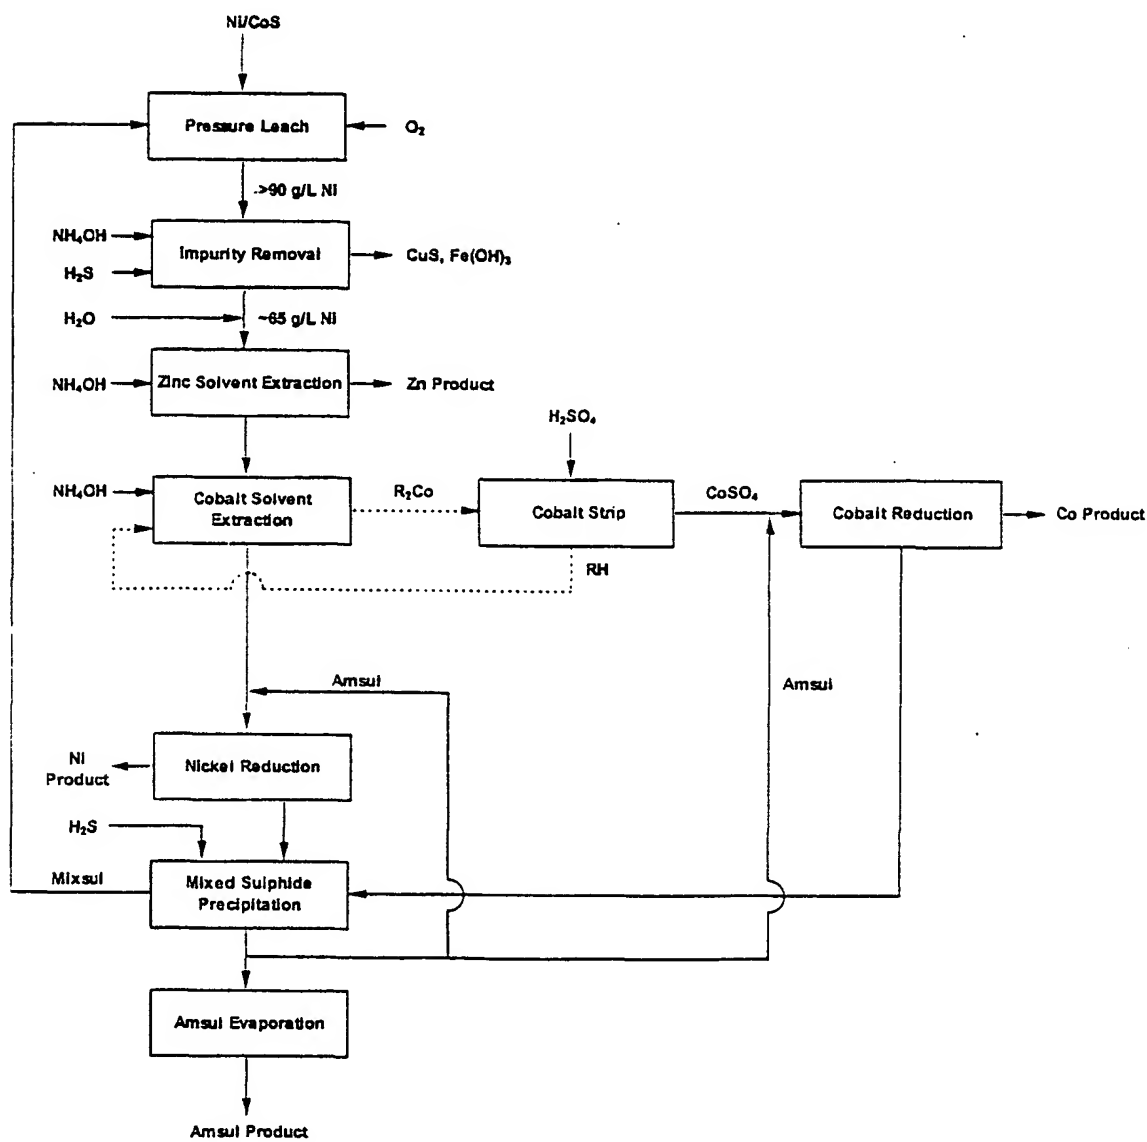 Ni/CoS
Pressure Leach
O₂
>90 g/L Ni
NH₄OH
Impurity Removal
CuS, Fe(OH)₃
H₂S
H₂O
~65 g/L Ni
NH₄OH
Zinc Solvent Extraction
Zn Product
H₂SO₄
NH₄OH
Cobalt Solvent
Extraction
R₂Co
Cobalt Strip
CoSO₄
Cobalt Reduction
Co Product
RH
Amsul
Amsul
Ni
Product
Nickel Reduction
H₂S
Mixsul
Mixed Sulphide
Precipitation
Amsul Evaporation
Amsul Product